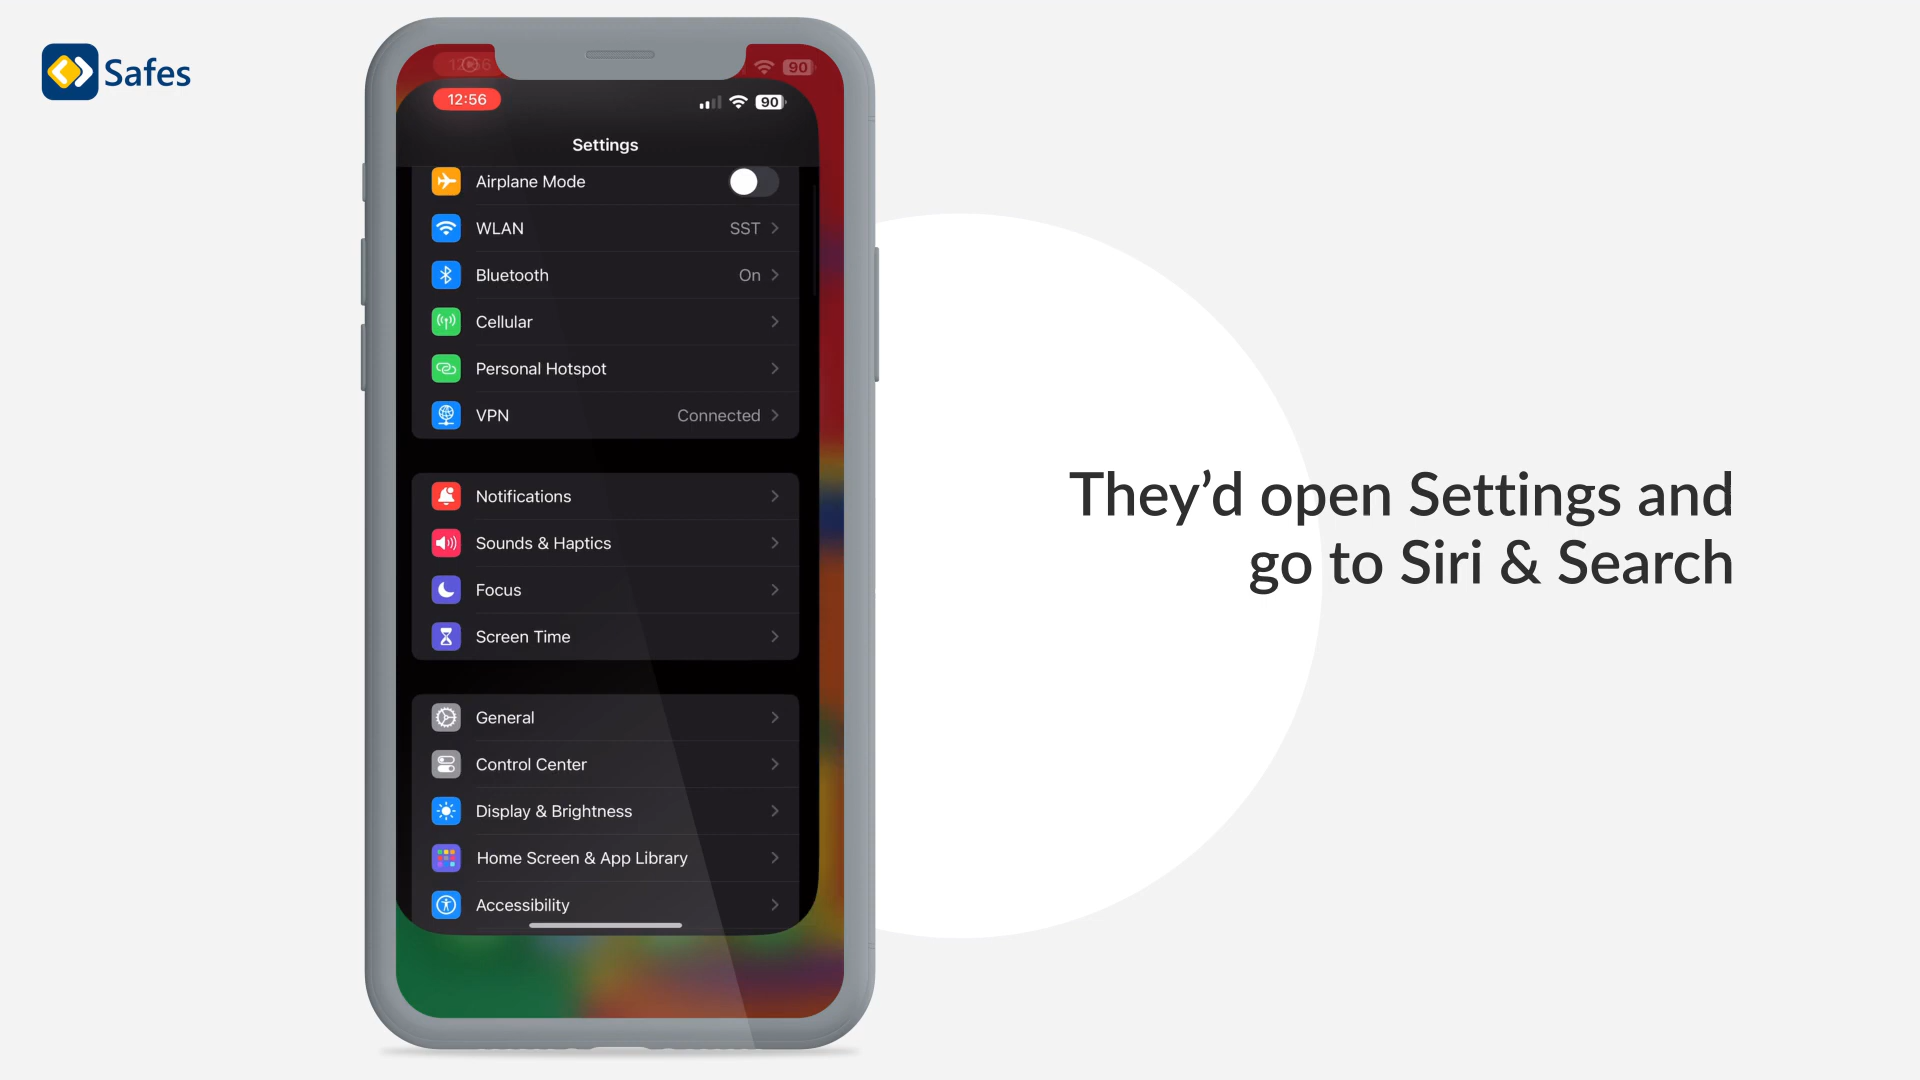 Safes
90
12:56
90
Settings
Airplane Mode
WLAN SST
Bluetooth On
Cellular
Personal Hotspot
VPN Connected
Notifications
Sounds & Haptics
Focus
Screen Time
General
Control Center
Display & Brightness
Home Screen & App Library
Accessibility
They’d open Settings and
go to Siri & Search